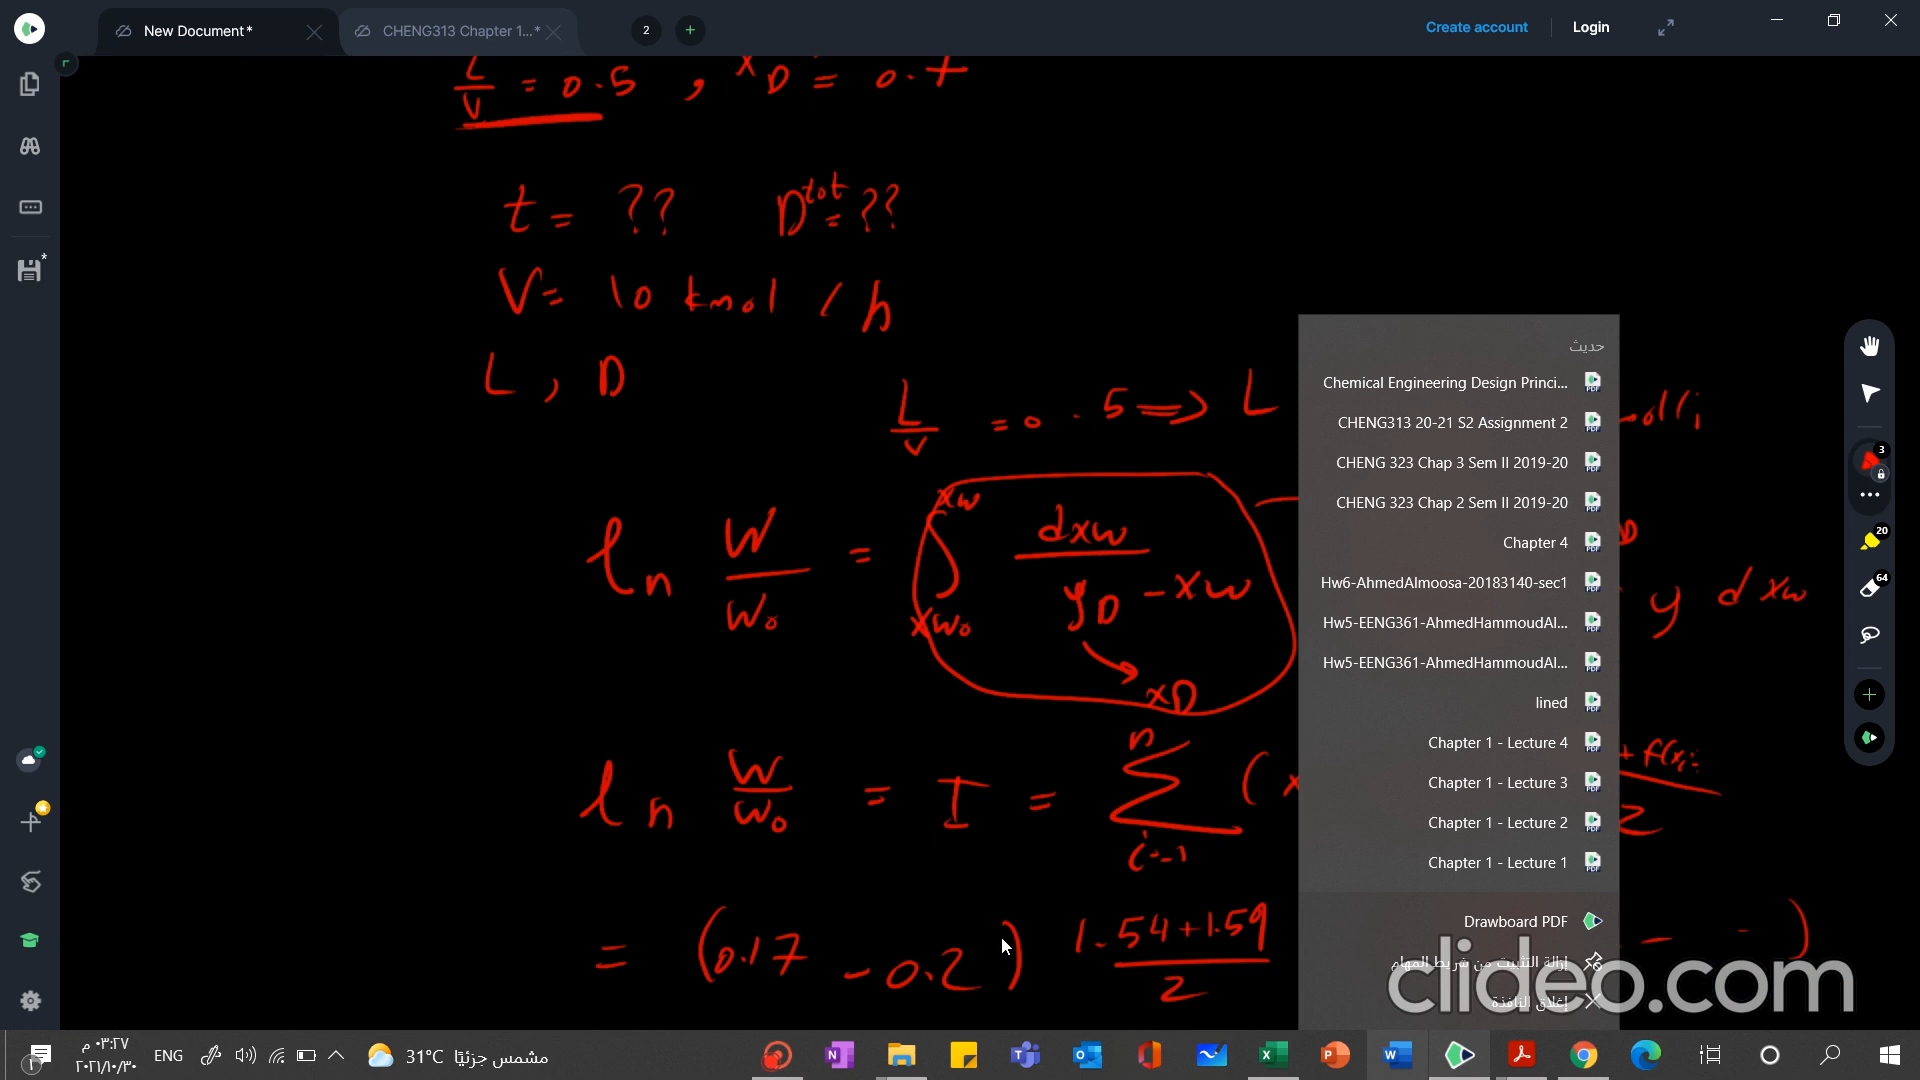 New Document*
CHENG313 Chapter 1...*
2
Create account
Login
L/V = 0.5 , xD = 0.7
t = ?? D^tot = ??
V = 10 kmol / h
L , D
L/V = 0.5 => L
ln W/W₀ = ∫ dxw / yD - xw
xw
xw₀
xD
y dxw
ln W/W₀ = I = Σ (x
n
i=1
2
= (0.17 - 0.2) 1.54+1.59 / 2
حديث
Chemical Engineering Design Princi...
CHENG313 20-21 S2 Assignment 2
CHENG 323 Chap 3 Sem II 2019-20
CHENG 323 Chap 2 Sem II 2019-20
Chapter 4
Hw6-AhmedAlmoosa-20183140-sec1
Hw5-EENG361-AhmedHammoudAl...
Hw5-EENG361-AhmedHammoudAl...
lined
Chapter 1 - Lecture 4
Chapter 1 - Lecture 3
Chapter 1 - Lecture 2
Chapter 1 - Lecture 1
Drawboard PDF
إزالة التثبيت من شريط المهام
إغلاق النافذة
clideo.com
3
20
64
٠٣:٢٧ م
٢٠٢١/١٠/٣٠
ENG
31°C مشمس جزئيًا